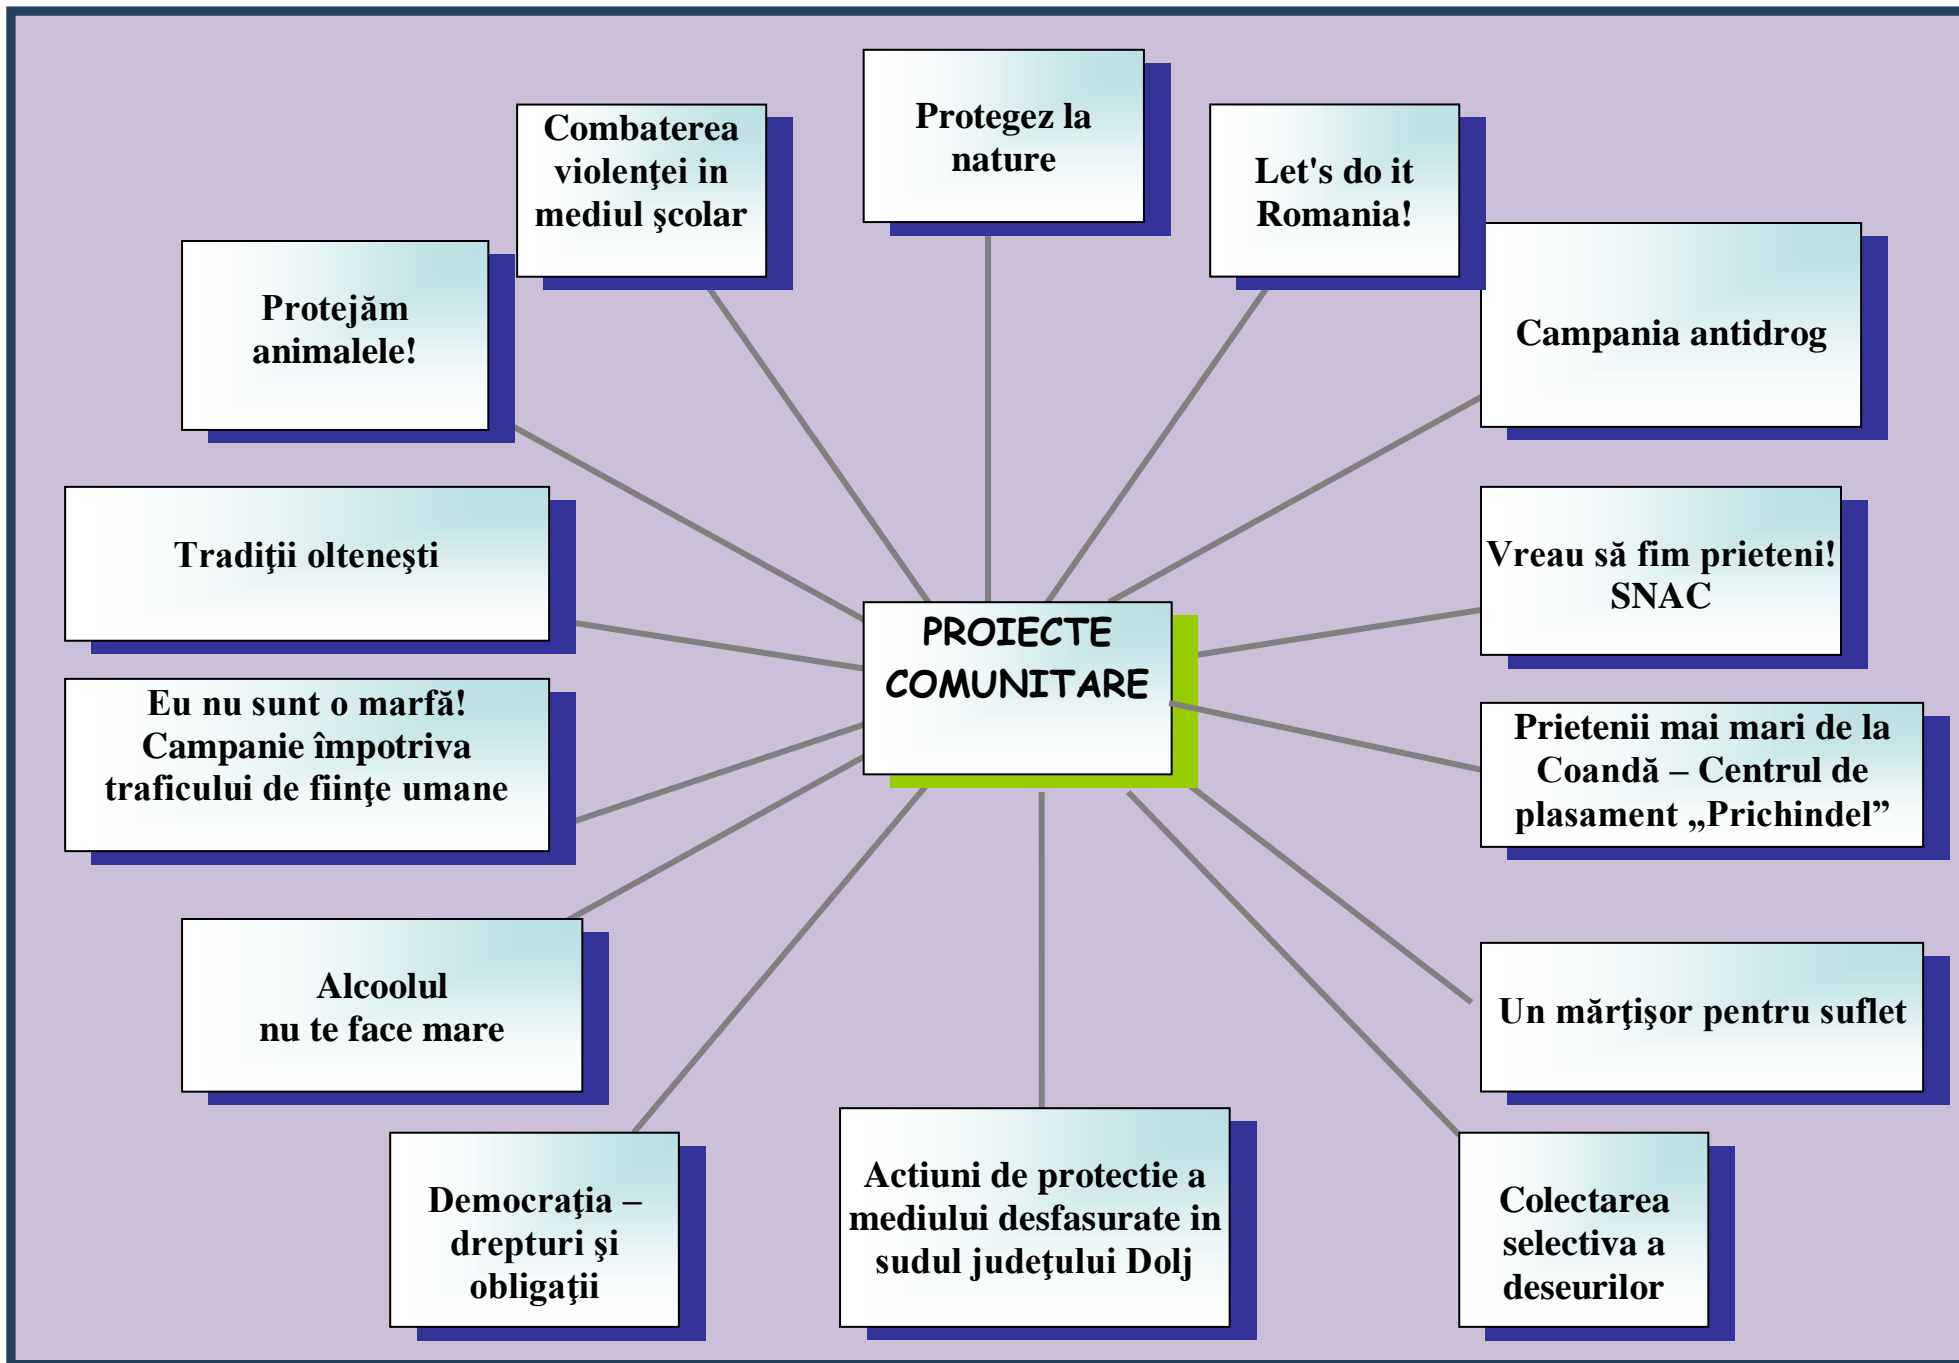 Protegez la
nature
Combaterea
violenţei in
mediul şcolar
Let's do it
Romania!
Protejăm
animalele!
Campania antidrog
Tradiţii olteneşti
Vreau să fim prieteni!
SNAC
PROIECTE
COMUNITARE
Eu nu sunt o marfă!
Campanie împotriva
traficului de fiinţe umane
Prietenii mai mari de la
Coandă – Centrul de
plasament „Prichindel”
Alcoolul
nu te face mare
Un mărţişor pentru suflet
Democraţia –
drepturi şi
obligaţii
Actiuni de protectie a
mediului desfasurate in
sudul judeţului Dolj
Colectarea
selectiva a
deseurilor